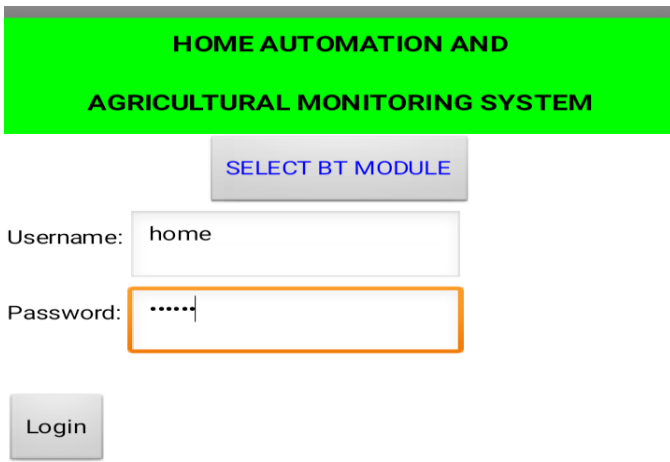 HOME AUTOMATION AND
AGRICULTURAL MONITORING SYSTEM
SELECT BT MODULE
Username: home
Password: ••••••
Login